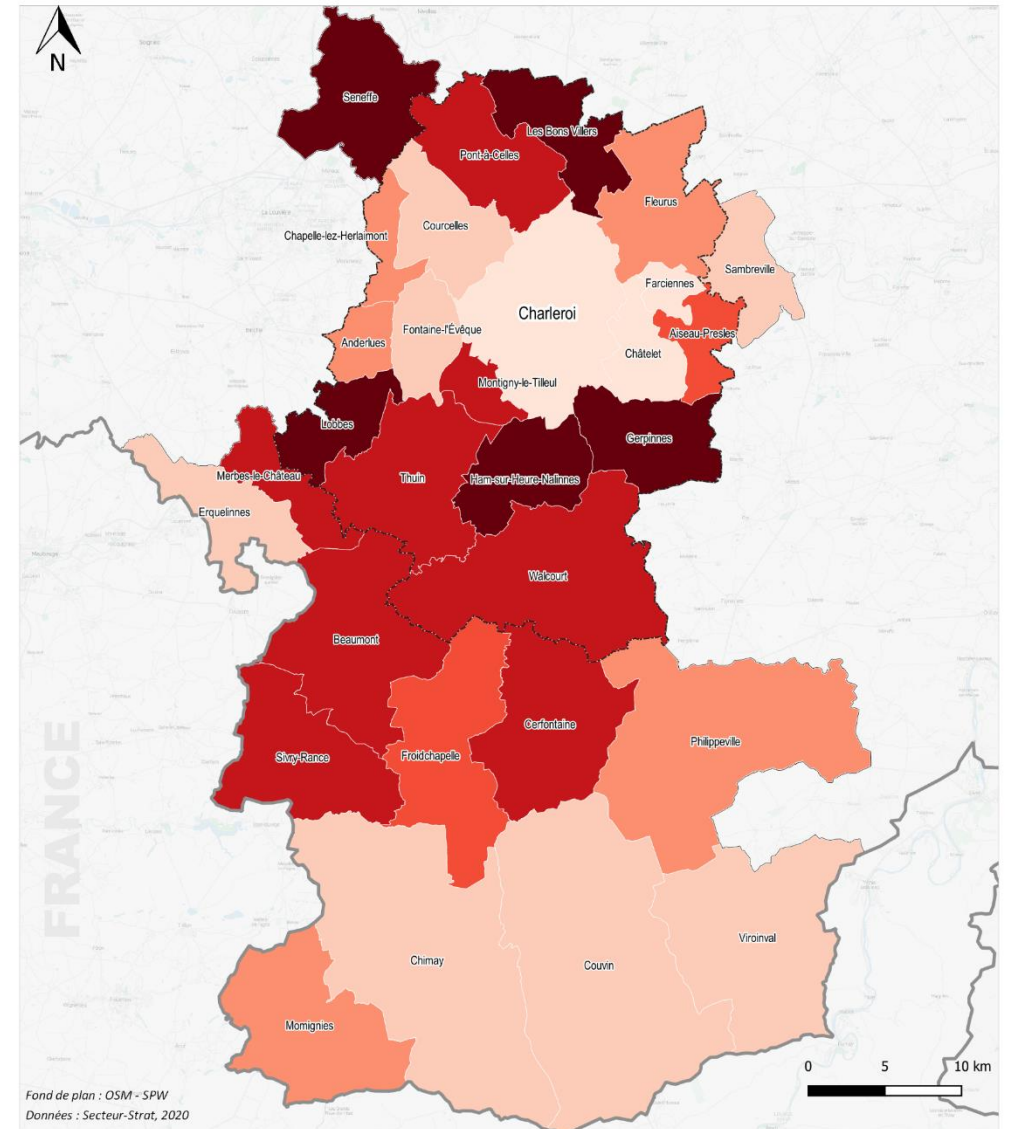 N
Seneffe
Les Bons Villers
Pont-à-Celles
Fleurus
Courcelles
Chapelle-lez-Herlaimont
Sambreville
Farciennes
Charleroi
Fontaine-l'Évêque
Aiseau-Presles
Anderlues
Châtelet
Montigny-le-Tilleul
Lobbes
Gerpinnes
Merbes-le-Château
Thuin
Ham-sur-Heure-Nalinnes
Erquelinnes
Walcourt
Beaumont
Cerfontaine
Philippeville
Sivry-Rance
Froidchapelle
FRANCE
Viroinval
Chimay
Couvin
Momignies
0 5 10 km
Fond de plan : OSM - SPW
Données : Secteur-Strat, 2020